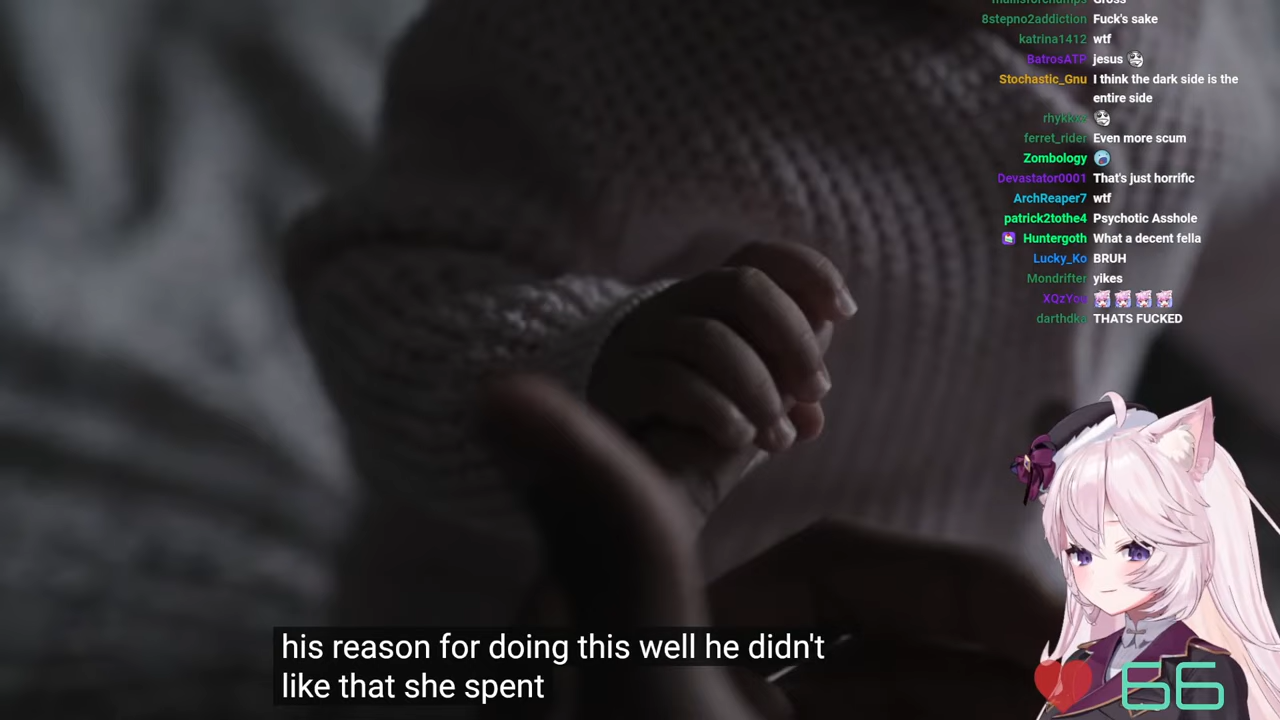 8stepno2addiction Fuck's sake
katrina1412 wtf
BatrosATP jesus
Stochastic_Gnu I think the dark side is the
entire side
ferret_rider Even more scum
Zombology
Devastator0001 That's just horrific
ArchReaper7 wtf
patrick2tothe4 Psychotic Asshole
Huntergoth What a decent fella
Lucky_Ko BRUH
Mondrifter yikes
XQzYou
darthdka THATS FUCKED
his reason for doing this well he didn't
like that she spent
66